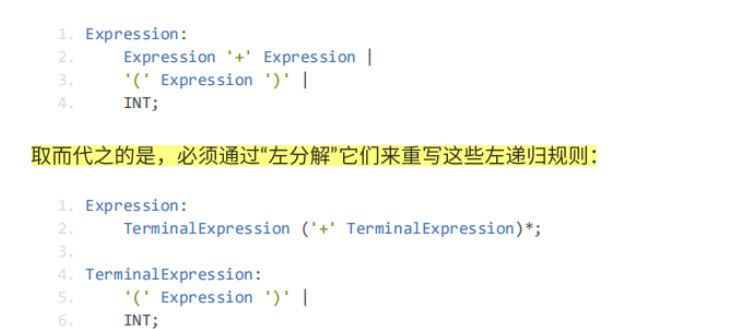 1. Expression:
2. Expression '+' Expression |
3. '(' Expression ')' |
4. INT;
取而代之的是，必须通过“左分解”它们来重写这些左递归规则：
1. Expression:
2. TerminalExpression ('+' TerminalExpression)*;
3.
4. TerminalExpression:
5. '(' Expression ')' |
6. INT;